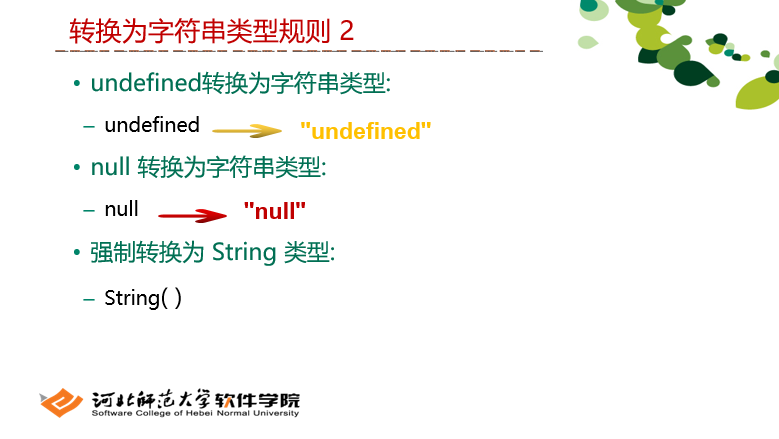 转换为字符串类型规则 2
• undefined转换为字符串类型:
– undefined "undefined"
• null 转换为字符串类型:
– null "null"
• 强制转换为 String 类型:
– String( )
河北师范大学软件学院
Software College of Hebei Normal University